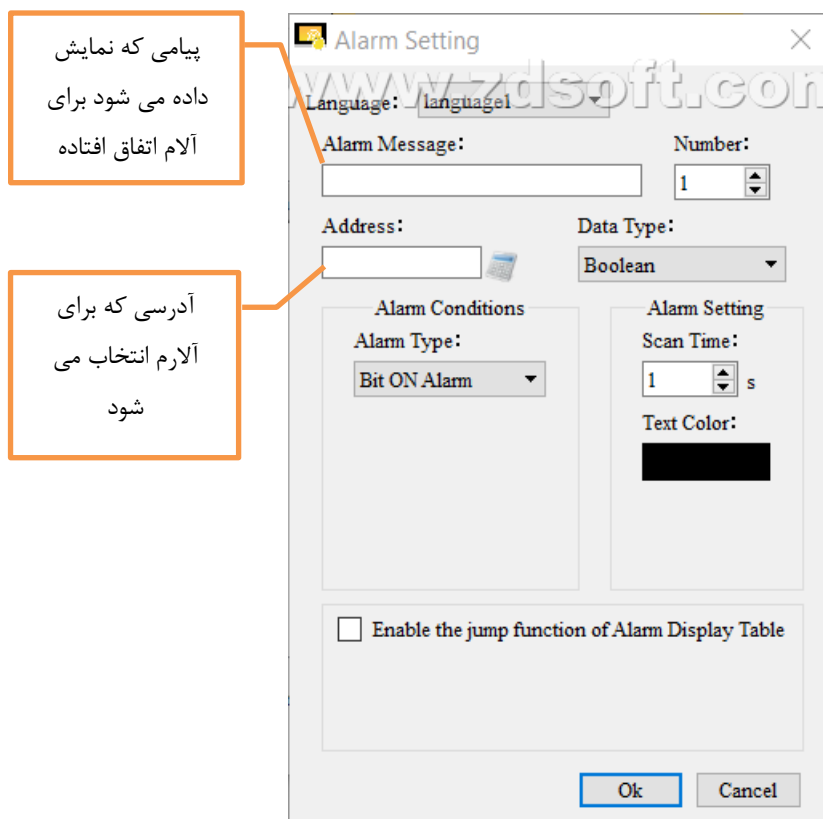 پیامی که نمایش
داده می شود برای
آلام اتفاق افتاده
آدرسی که برای
آلارم انتخاب می
شود
Alarm Setting
www.zdsoft.com
Language: language1
Alarm Message:
Number:
1
Address:
Data Type:
Boolean
Alarm Conditions
Alarm Type:
Bit ON Alarm
Alarm Setting
Scan Time:
1 s
Text Color:
Enable the jump function of Alarm Display Table
Ok
Cancel